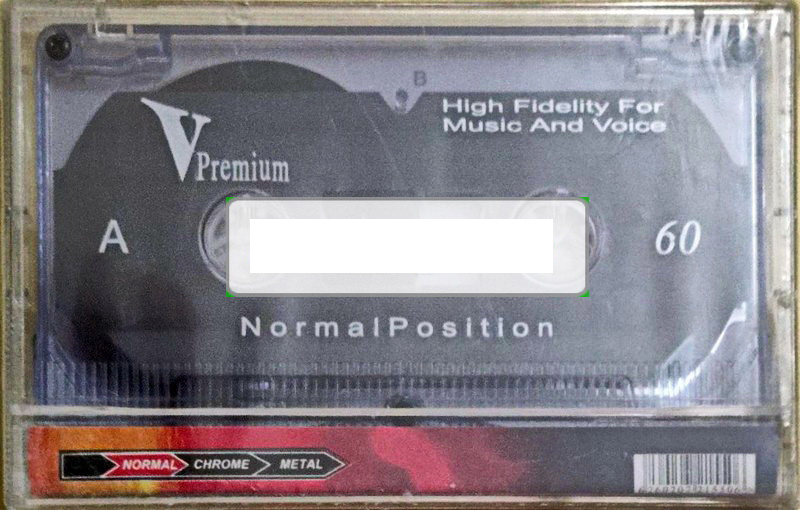 B
High Fidelity For
Music And Voice
V
Premium
A
60
NormalPosition
NORMAL CHROME METAL